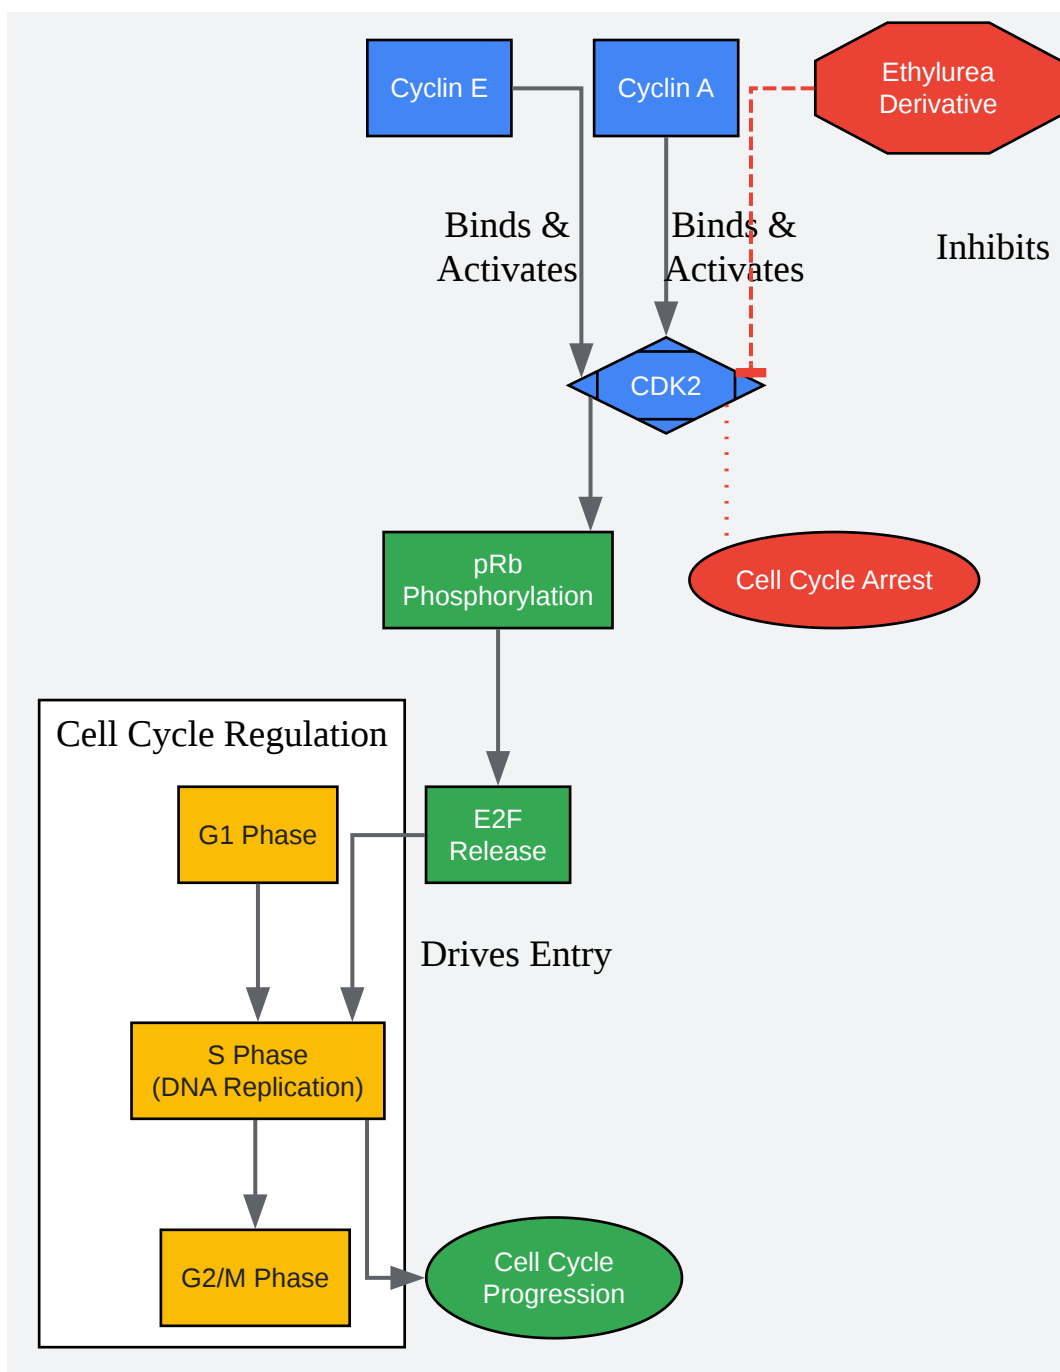 Cyclin E
Cyclin A
Ethylurea
Derivative
Binds &
Activates
Binds &
Activates
Inhibits
CDK2
pRb
Phosphorylation
Cell Cycle Arrest
Cell Cycle Regulation
G1 Phase
E2F
Release
Drives Entry
S Phase
(DNA Replication)
G2/M Phase
Cell Cycle
Progression